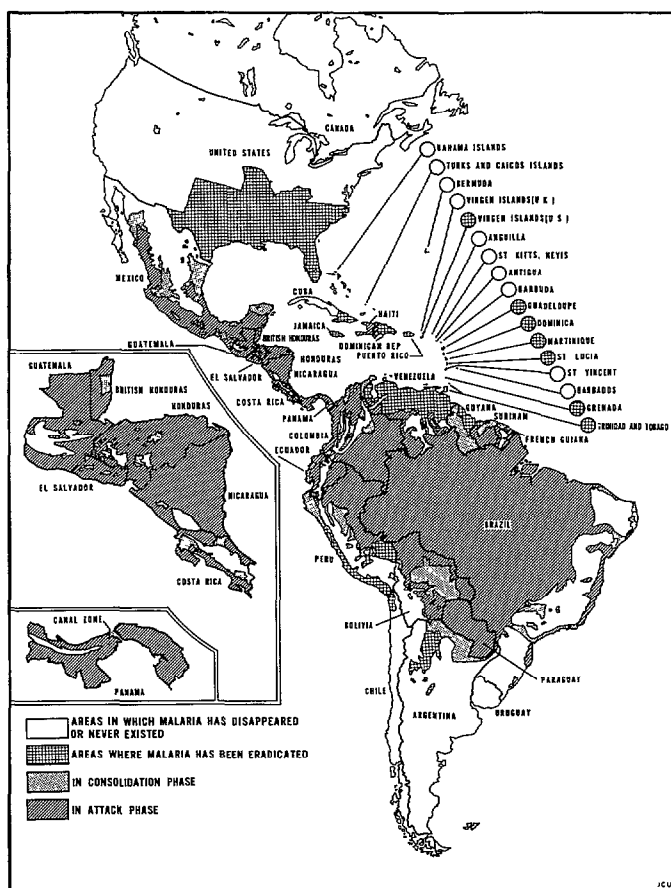 CANADA
UNITED STATES
BAHAMA ISLANDS
TURKS AND CAICOS ISLANDS
BERMUDA
VIRGEN ISLANDS(U K )
VIRGEN ISLANDS(U S )
ANGUILLA
ST KITTS, NEVIS
ANTIGUA
BARBUDA
GUADELOUPE
DOMINICA
MARTINIQUE
ST LUCIA
ST VINCENT
BARBADOS
GRENADA
TRINIDAD AND TOBAGO
MEXICO
CUBA
HAITI
JAMAICA
DOMINICAN REP
PUERTO RICO
GUATEMALA
BRITISH HONDURAS
HONDURAS
EL SALVADOR
NICARAGUA
COSTA RICA
VENEZUELA
PANAMA
GUYANA
SURINAM
COLOMBIA
FRENCH GUIANA
ECUADOR
GUATEMALA
BRITISH HONDURAS
HONDURAS
EL SALVADOR
NICARAGUA
COSTA RICA
BRAZIL
PERU
BOLIVIA
CANAL ZONE
PANAMA
PARAGUAY
CHILE
ARGENTINA
URUGUAY
AREAS IN WHICH MALARIA HAS DISAPPEARED
OR NEVER EXISTED
AREAS WHERE MALARIA HAS BEEN ERADICATED
IN CONSOLIDATION PHASE
IN ATTACK PHASE